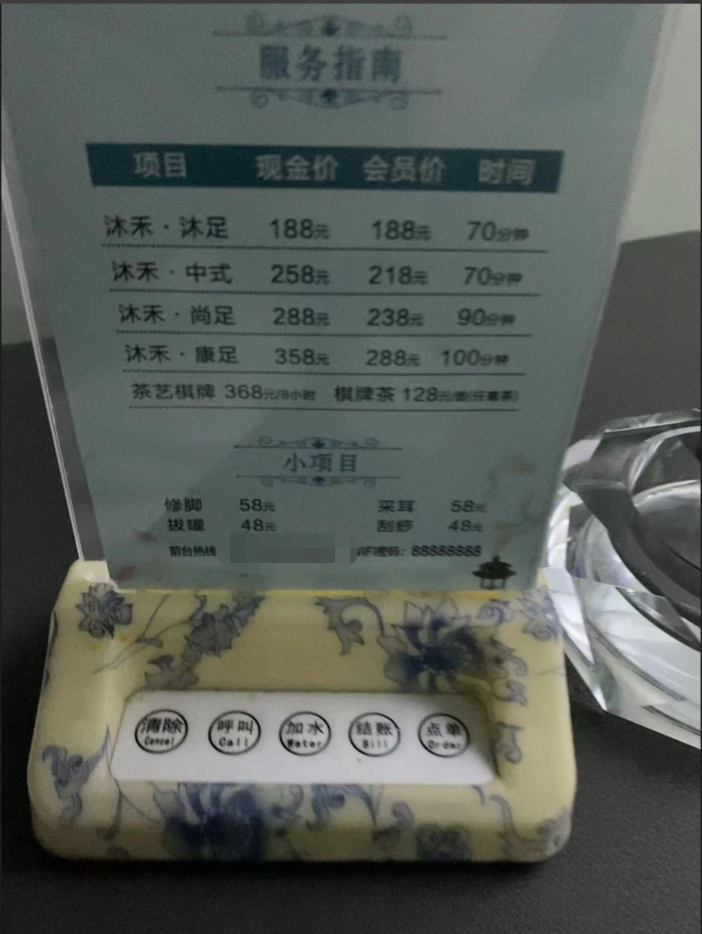 服务指南
项目 现金价 会员价 时间
沐禾·沐足 188元 188元 70分钟
沐禾·中式 258元 218元 70分钟
沐禾·尚足 288元 238元 90分钟
沐禾·康足 358元 288元 100分钟
茶艺棋牌 368元/8小时 棋牌茶 128元/壶(任意茶)
小项目
修脚 58元 采耳 58元
拔罐 48元 刮痧 48元
前台热线 密码：88888888
清除 呼叫 加水 结账 点单
Cancel Call Water Bill Order